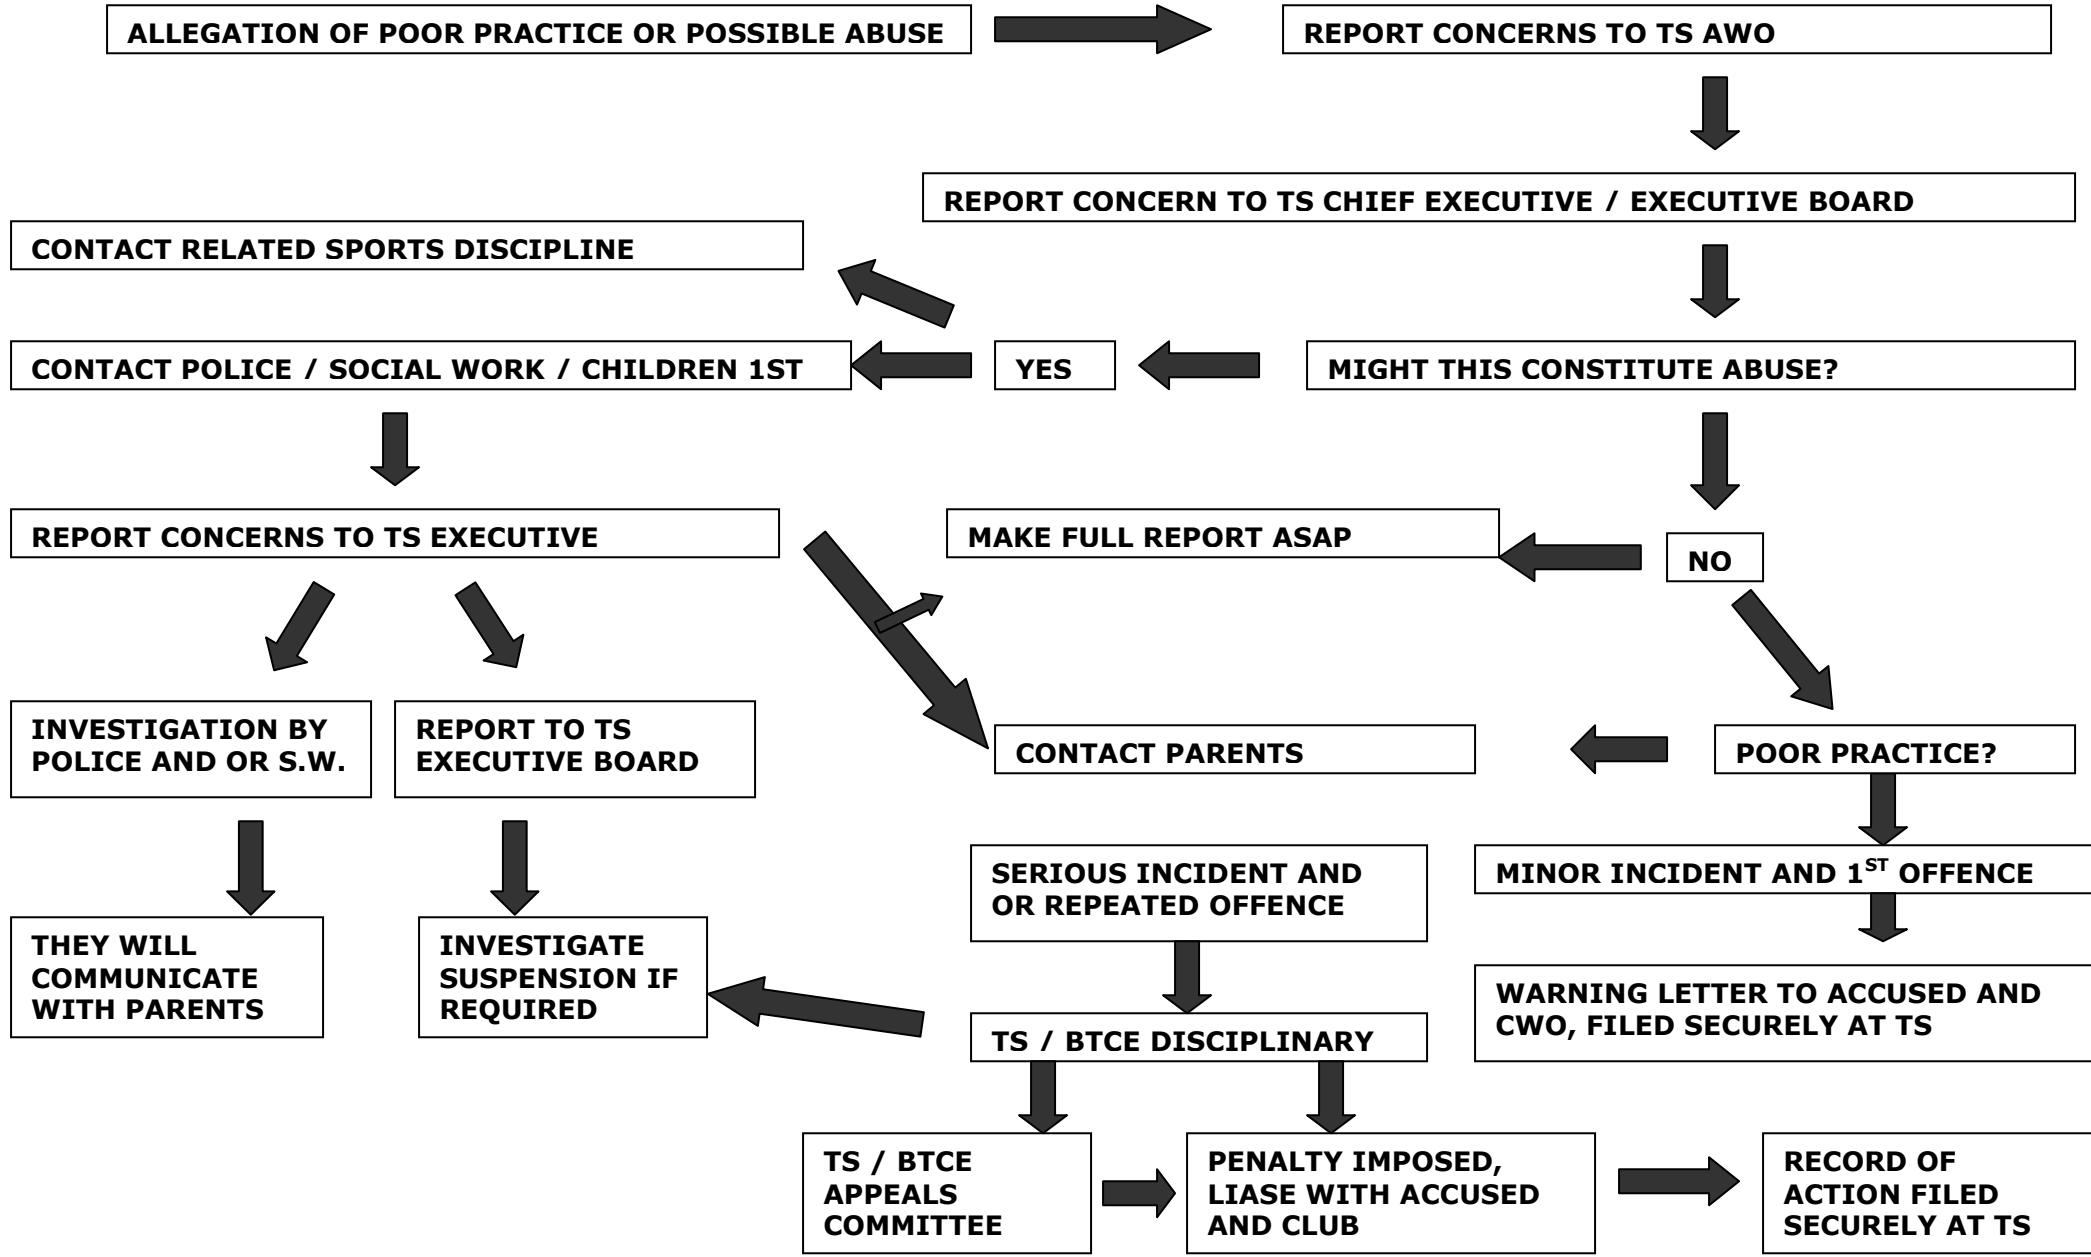 ALLEGATION OF POOR PRACTICE OR POSSIBLE ABUSE
REPORT CONCERNS TO TS AWO
REPORT CONCERN TO TS CHIEF EXECUTIVE / EXECUTIVE BOARD
CONTACT RELATED SPORTS DISCIPLINE
CONTACT POLICE / SOCIAL WORK / CHILDREN 1ST
YES
MIGHT THIS CONSTITUTE ABUSE?
REPORT CONCERNS TO TS EXECUTIVE
MAKE FULL REPORT ASAP
NO
INVESTIGATION BY
POLICE AND OR S.W.
REPORT TO TS
EXECUTIVE BOARD
CONTACT PARENTS
POOR PRACTICE?
SERIOUS INCIDENT AND
OR REPEATED OFFENCE
MINOR INCIDENT AND 1ST OFFENCE
THEY WILL
COMMUNICATE
WITH PARENTS
INVESTIGATE
SUSPENSION IF
REQUIRED
WARNING LETTER TO ACCUSED AND
CWO, FILED SECURELY AT TS
TS / BTCE DISCIPLINARY
TS / BTCE
APPEALS
COMMITTEE
PENALTY IMPOSED,
LIASE WITH ACCUSED
AND CLUB
RECORD OF
ACTION FILED
SECURELY AT TS